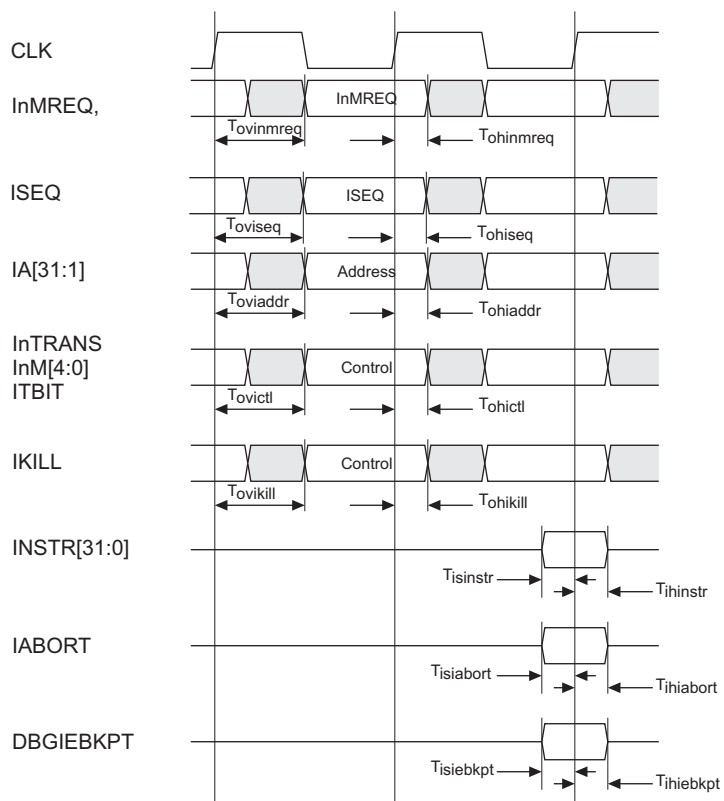 CLK
InMREQ,
InMREQ
Tovinmreq
Tohinmreq
ISEQ
ISEQ
Toviseq
Tohiseq
IA[31:1]
Address
Toviaddr
Tohiaddr
InTRANS
InM[4:0]
ITBIT
Control
Tovictl
Tohictl
IKILL
Control
Tovikill
Tohikill
INSTR[31:0]
Tisinstr
Tihinstr
IABORT
Tisiabort
Tihiabort
DBGIEBKPT
Tisiebkpt
Tihiebkpt